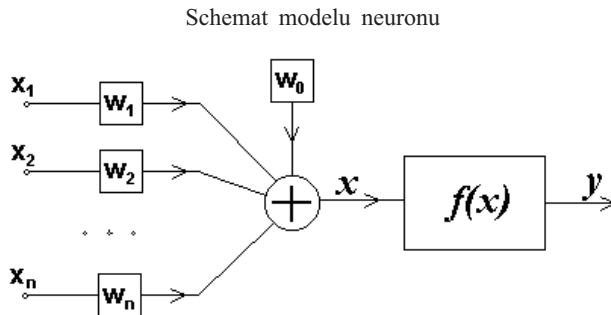 Schemat modelu neuronu
x₁ w₁ w₀
x₂ w₂ x f(x) y
. . .
xₙ wₙ